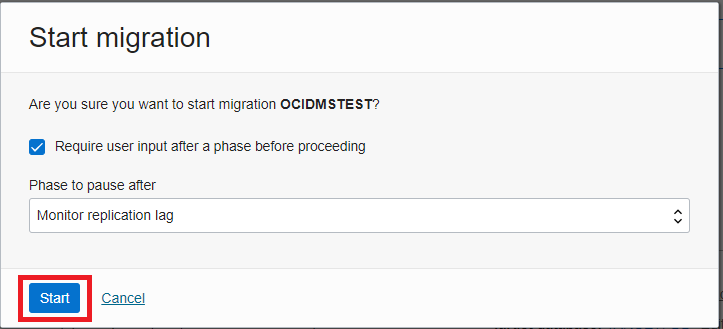 Start migration
Are you sure you want to start migration OCIDMSTEST?
Require user input after a phase before proceeding
Phase to pause after
Monitor replication lag
Start Cancel